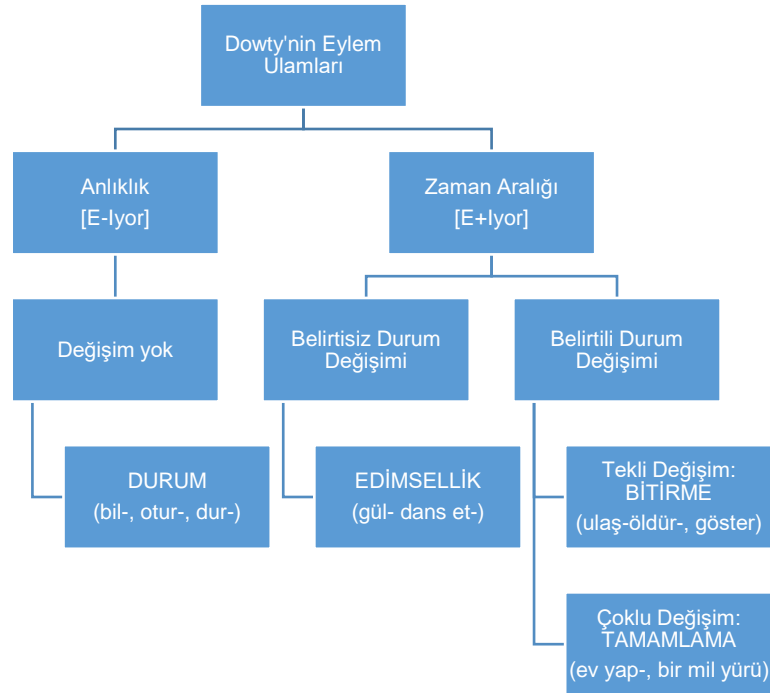 Dowty'nin Eylem
Ulamları
Anlıklık
[E-Iyor]
Zaman Aralığı
[E+Iyor]
Değişim yok
Belirtisiz Durum
Değişimi
Belirtili Durum
Değişimi
DURUM
(bil-, otur-, dur-)
EDİMSELLİK
(gül- dans et-)
Tekli Değişim:
BİTİRME
(ulaş-öldür-, göster)
Çoklu Değişim:
TAMAMLAMA
(ev yap-, bir mil yürü)